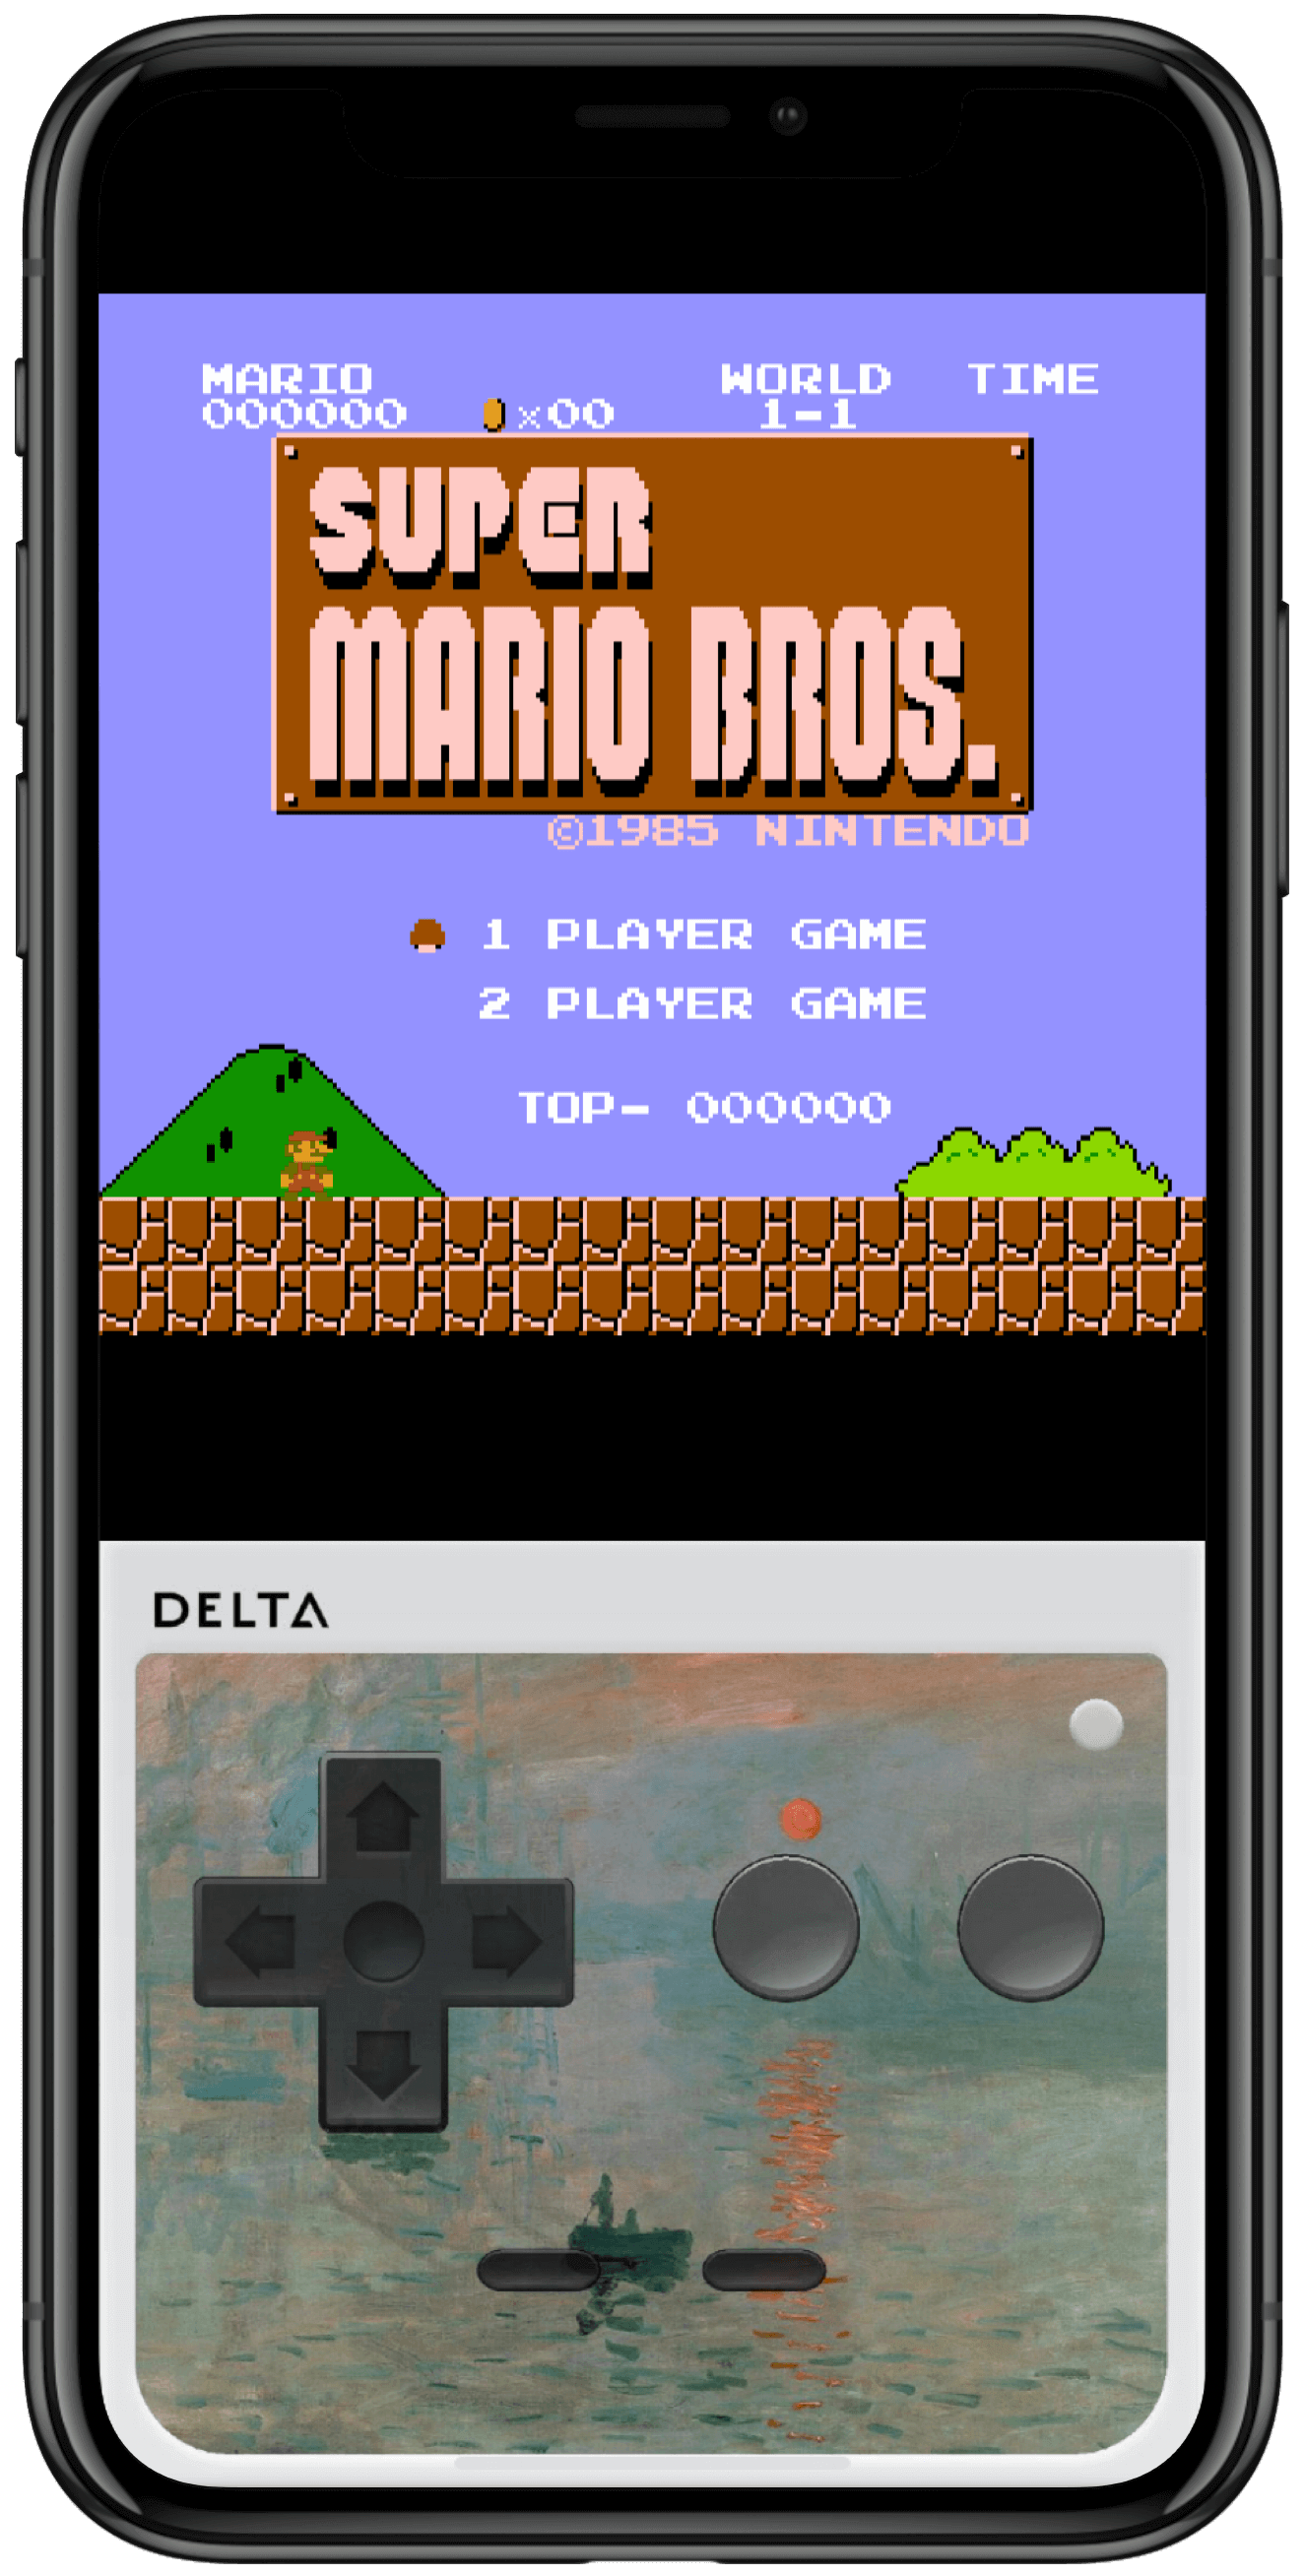 MARIO WORLD TIME
000000 ×00 1-1
SUPER
MARIO BROS.
©1985 NINTENDO
1 PLAYER GAME
2 PLAYER GAME
TOP- 000000
DELTA